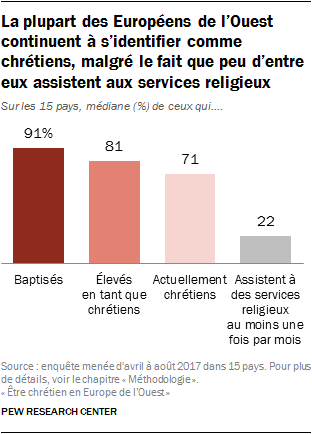 La plupart des Européens de l'Ouest
continuent à s'identifier comme
chrétiens, malgré le fait que peu d'entre
eux assistent aux services religieux
Sur les 15 pays, médiane (%) de ceux qui....
91%
81
71
22
Baptisés
Élevés
en tant que
chrétiens
Actuellement
chrétiens
Assistent à
des services
religieux
au moins une
fois par mois
Source : enquête menée d'avril à août 2017 dans 15 pays. Pour plus
de détails, voir le chapitre « Méthodologie ».
« Être chrétien en Europe de l'Ouest»
PEW RESEARCH CENTER